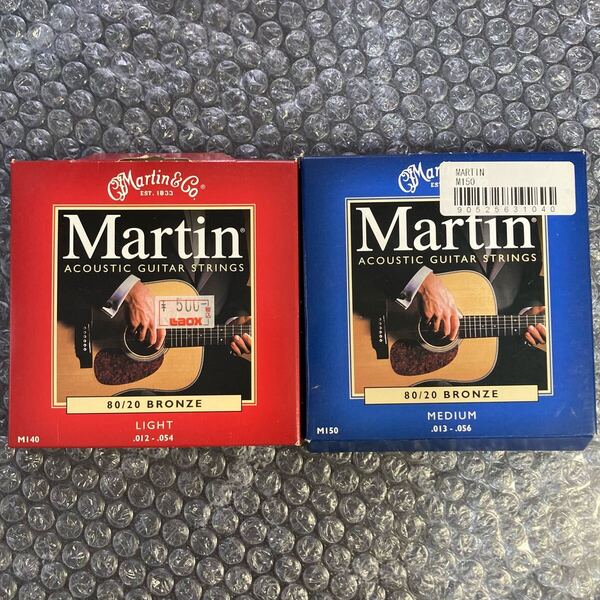 Martin & Co.
EST. 1833
Martin
ACOUSTIC GUITAR STRINGS
¥500
80/20 BRONZE
LIGHT
M140
.012 - .054
MARTIN
M150
90525631040
Martin
ACOUSTIC GUITAR STRINGS
80/20 BRONZE
MEDIUM
M150
.013 - .056